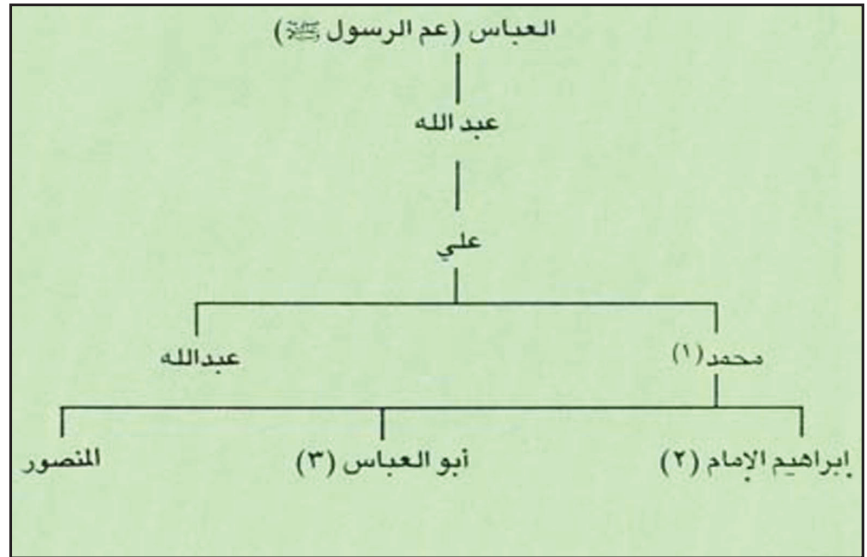 العباس (عم الرسول ﷺ)
عبد الله
علي
محمد (١) عبدالله
إبراهيم الإمام (٢) أبو العباس (٣) المنصور